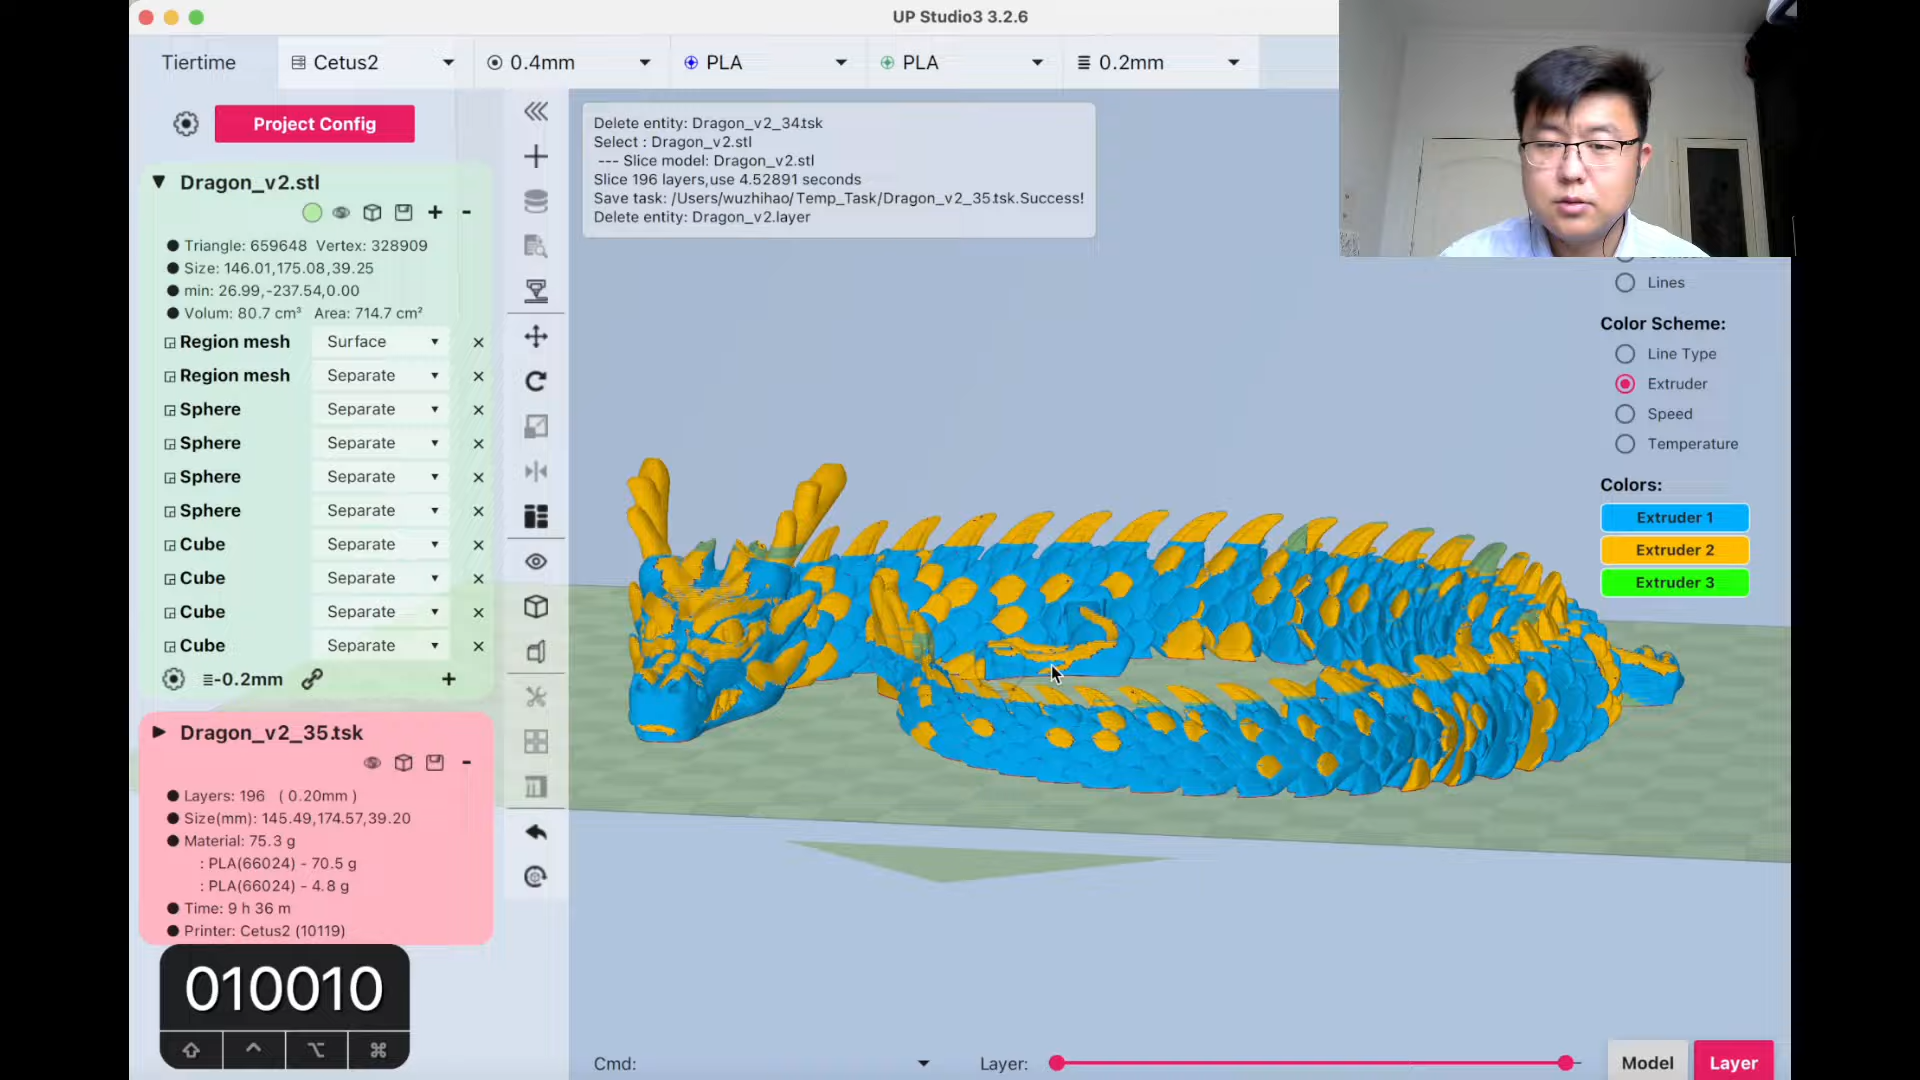 UP Studio3 3.2.6
Tiertime
Cetus2
0.4mm
PLA
PLA
0.2mm
Project Config
Delete entity: Dragon_v2_34.tsk
Select : Dragon_v2.stl
--- Slice model: Dragon_v2.stl
Slice 196 layers,use 4.52891 seconds
Save task: /Users/wuzhihao/Temp_Task/Dragon_v2_35.tsk.Success!
Delete entity: Dragon_v2.layer
Dragon_v2.stl
Triangle: 659648 Vertex: 328909
Size: 146.01,175.08,39.25
min: 26.99,-237.54,0.00
Volum: 80.7 cm³ Area: 714.7 cm²
Region mesh Surface
Region mesh Separate
Sphere Separate
Sphere Separate
Sphere Separate
Sphere Separate
Cube Separate
Cube Separate
Cube Separate
Cube Separate
-0.2mm
Dragon_v2_35.tsk
Layers: 196 ( 0.20mm )
Size(mm): 145.49,174.57,39.20
Material: 75.3 g
: PLA(66024) - 70.5 g
: PLA(66024) - 4.8 g
Time: 9 h 36 m
Printer: Cetus2 (10119)
010010
Lines
Color Scheme:
Line Type
Extruder
Speed
Temperature
Colors:
Extruder 1
Extruder 2
Extruder 3
Cmd:
Layer:
Model
Layer